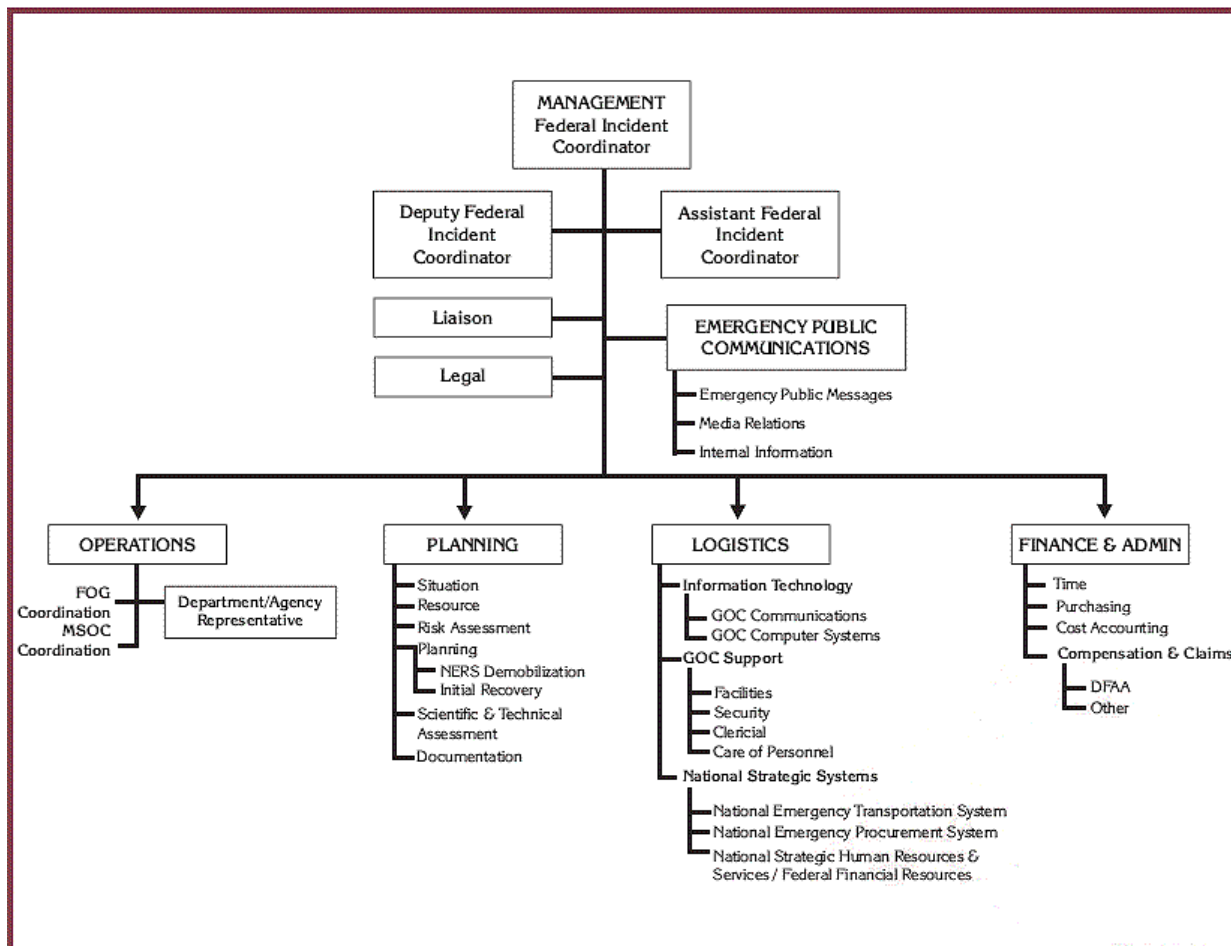 MANAGEMENT
Federal Incident
Coordinator
Deputy Federal
Incident
Coordinator
Assistant Federal
Incident
Coordinator
Liaison
Legal
EMERGENCY PUBLIC
COMMUNICATIONS
Emergency Public Messages
Media Relations
Internal Information
OPERATIONS
FOG
Coordination
MSOC
Coordination
Department/Agency
Representative
PLANNING
Situation
Resource
Risk Assessment
Planning
NERS Demobilization
Initial Recovery
Scientific & Technical
Assessment
Documentation
LOGISTICS
Information Technology
GOC Communications
GOC Computer Systems
GOC Support
Facilities
Security
Clericial
Care of Personnel
National Strategic Systems
National Emergency Transportation System
National Emergency Procurement System
National Strategic Human Resources &
Services / Federal Financial Resources
FINANCE & ADMIN
Time
Purchasing
Cost Accounting
Compensation & Claims
DFAA
Other